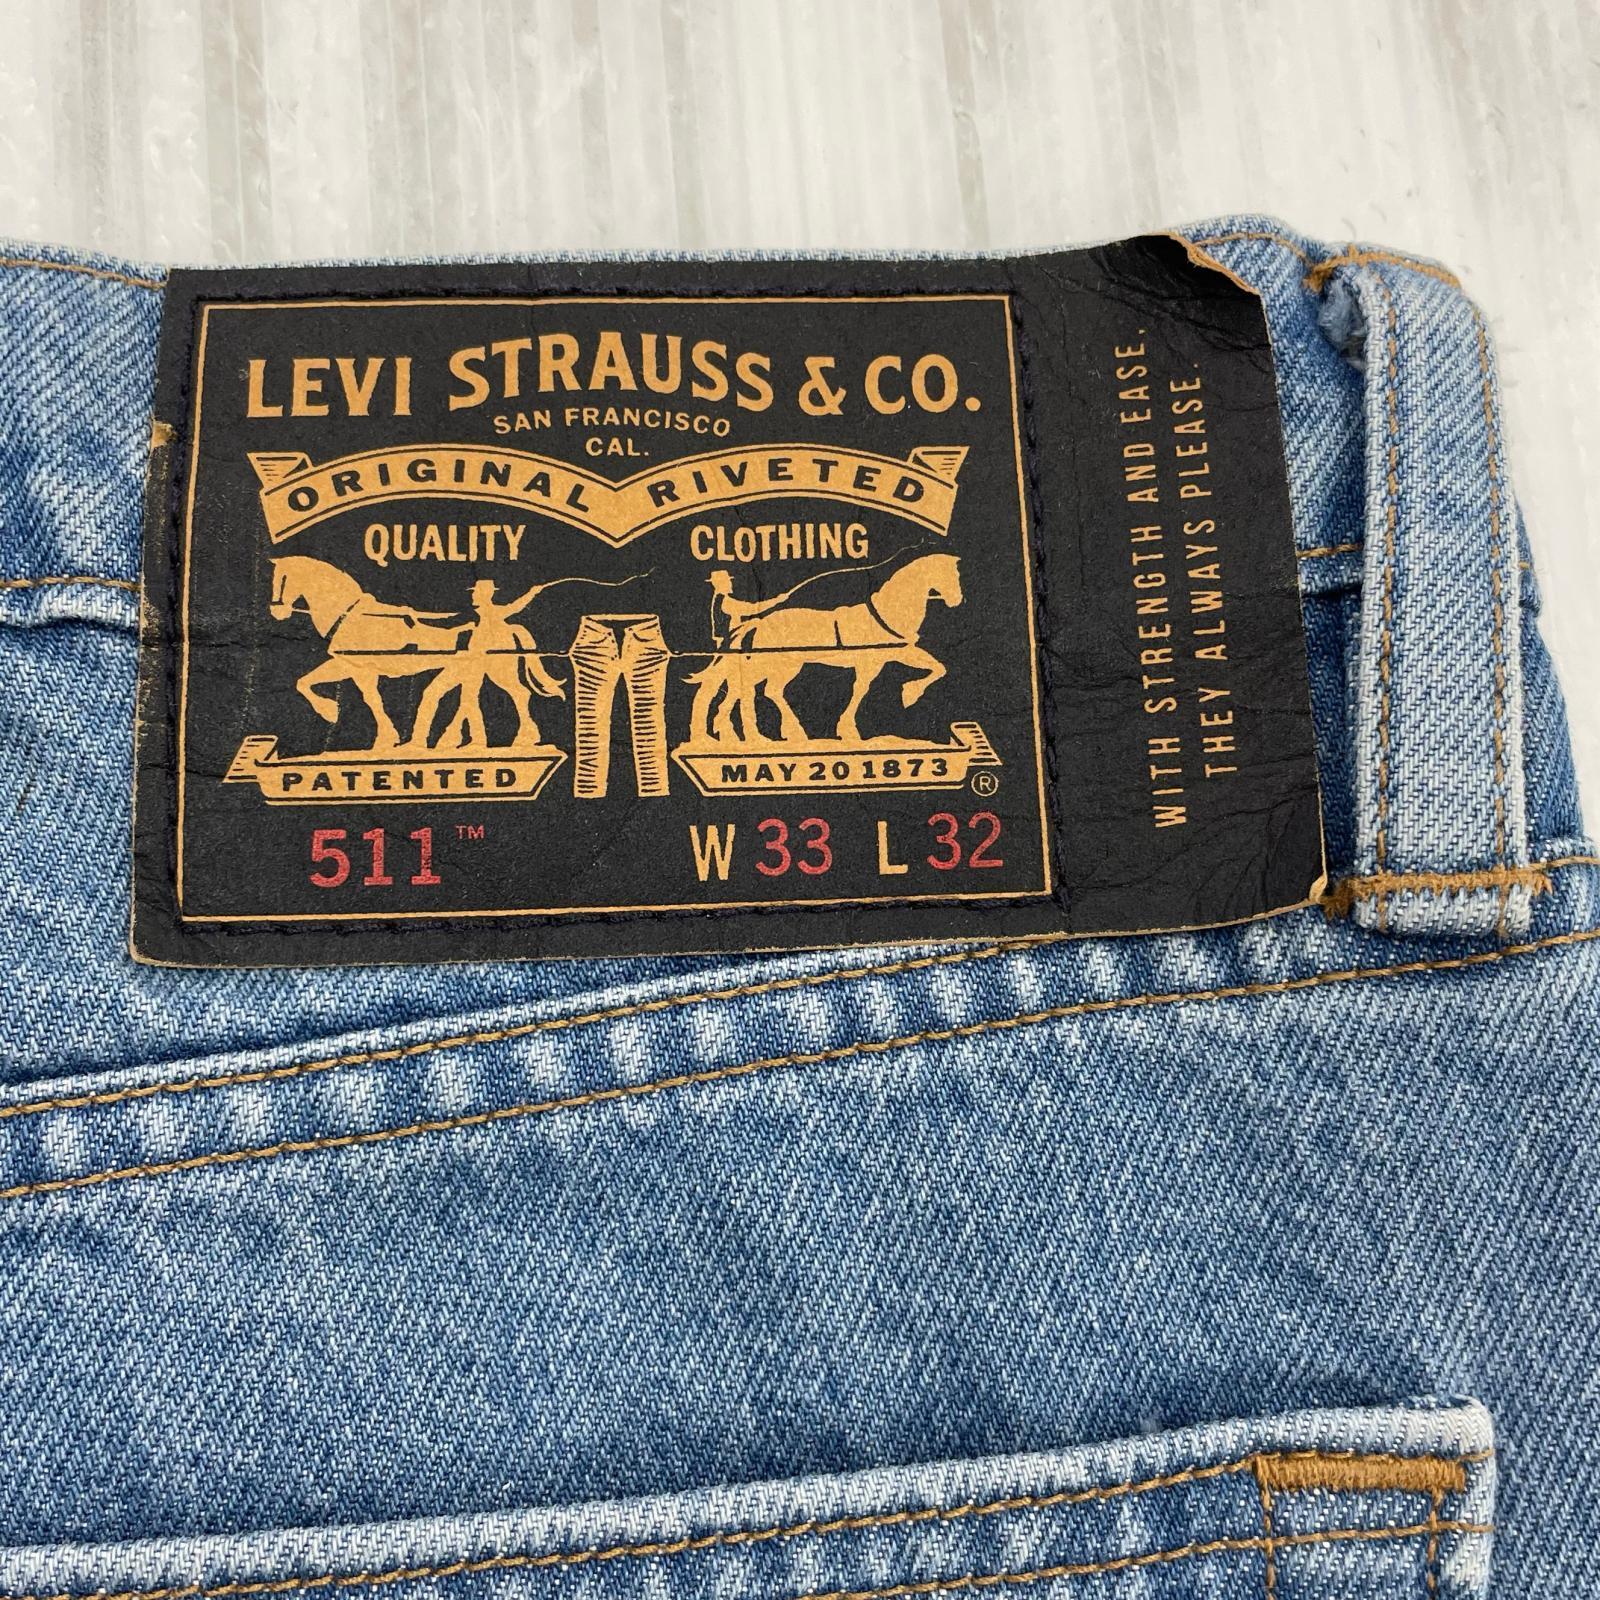 LEVI STRAUSS & CO.
SAN FRANCISCO
CAL.
ORIGINAL RIVETED
QUALITY CLOTHING
PATENTED MAY 20 1873 ®
511™ W 33 L 32
WITH STRENGTH AND EASE,
THEY ALWAYS PLEASE.